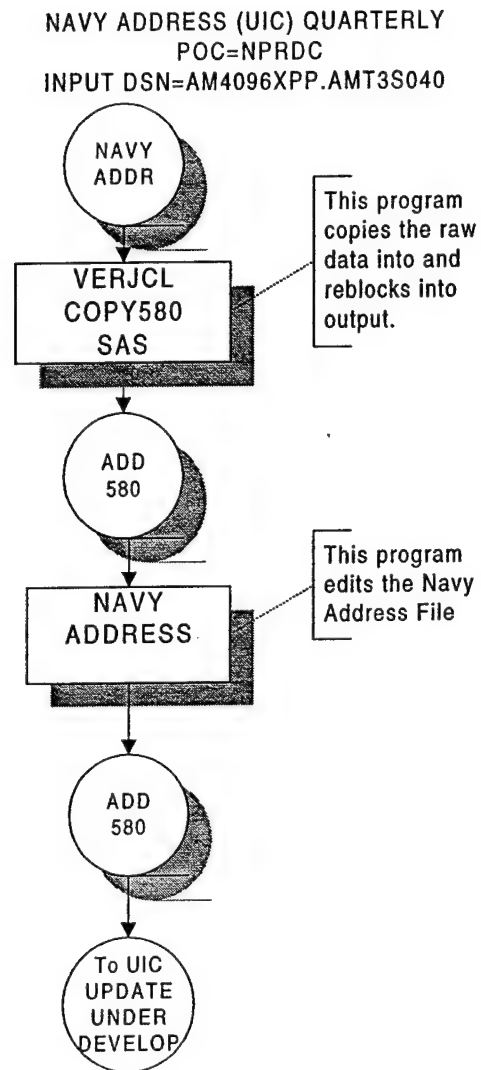 NAVY ADDRESS (UIC) QUARTERLY
POC=NPRDC
INPUT DSN=AM4096XPP.AMT3S040
NAVY
ADDR
This program
copies the raw
data into and
reblocks into
output.
VERJCL
COPY580
SAS
ADD
580
This program
edits the Navy
Address File
NAVY
ADDRESS
ADD
580
To UIC
UPDATE
UNDER
DEVELOP